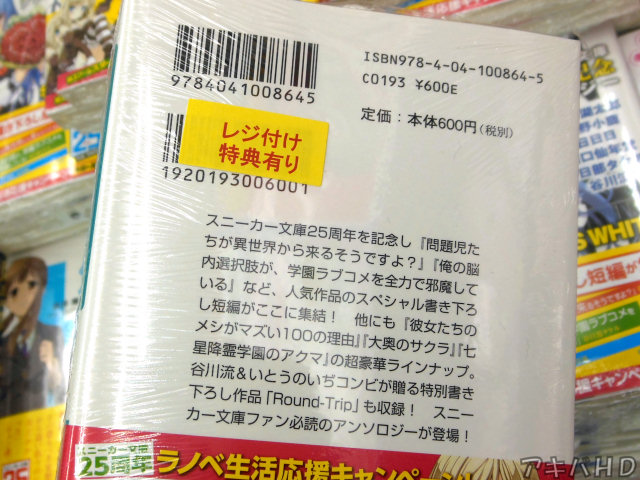 ISBN978-4-04-100864-5
C0193 ¥600E
定価：本体600円(税別)
9784041008645
レジ付け
特典有り
1920193006001
スニーカー文庫25周年を記念し『問題児た
ちが異世界から来るそうですよ？』『俺の脳
内選択肢が、学園ラブコメを全力で邪魔して
いる』など、人気作品のスペシャル書き下ろ
し短編がここに集結！　他にも『彼女たちの
メシがマズい100の理由』『大奥のサクラ』『七
星降霊学園のアクマ』の超豪華ラインナップ。
谷川流＆いとうのいぢコンビが贈る特別書き
下ろし作品「Round-Trip」も収録！　スニー
カー文庫ファン必読のアンソロジーが登場！
スニーカー文庫
25周年
ラノベ生活応援キャンペーン
アキバHD